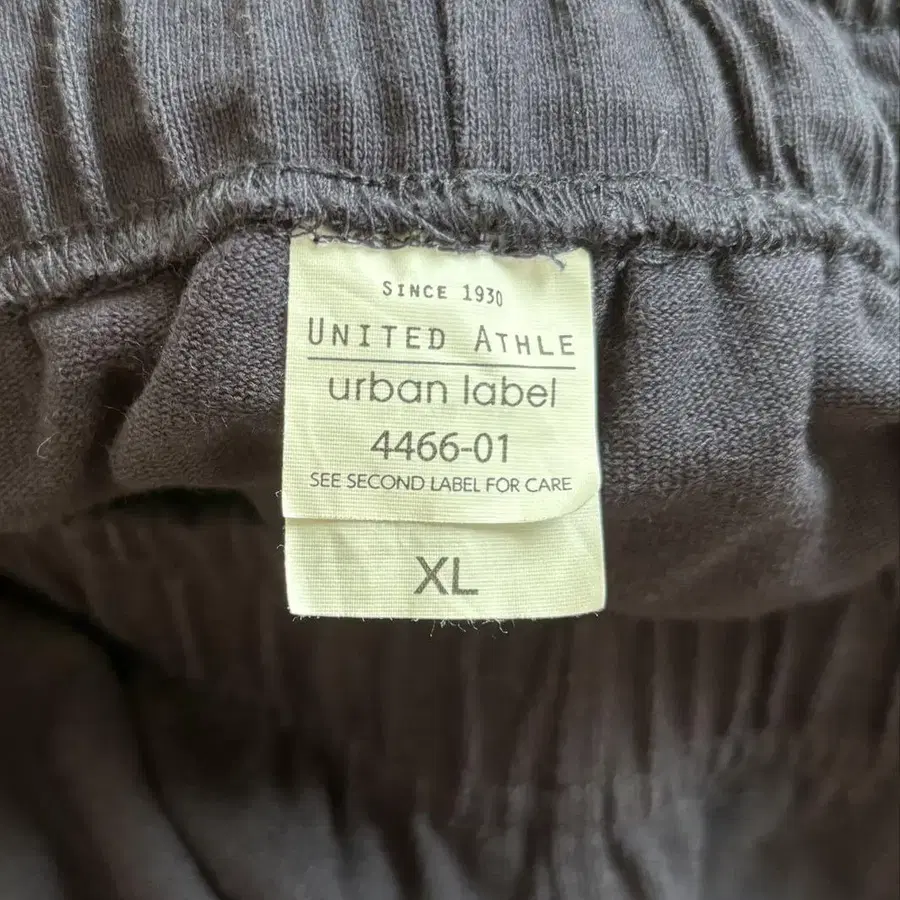 SINCE 1930
UNITED ATHLE
urban label
4466-01
SEE SECOND LABEL FOR CARE
XL